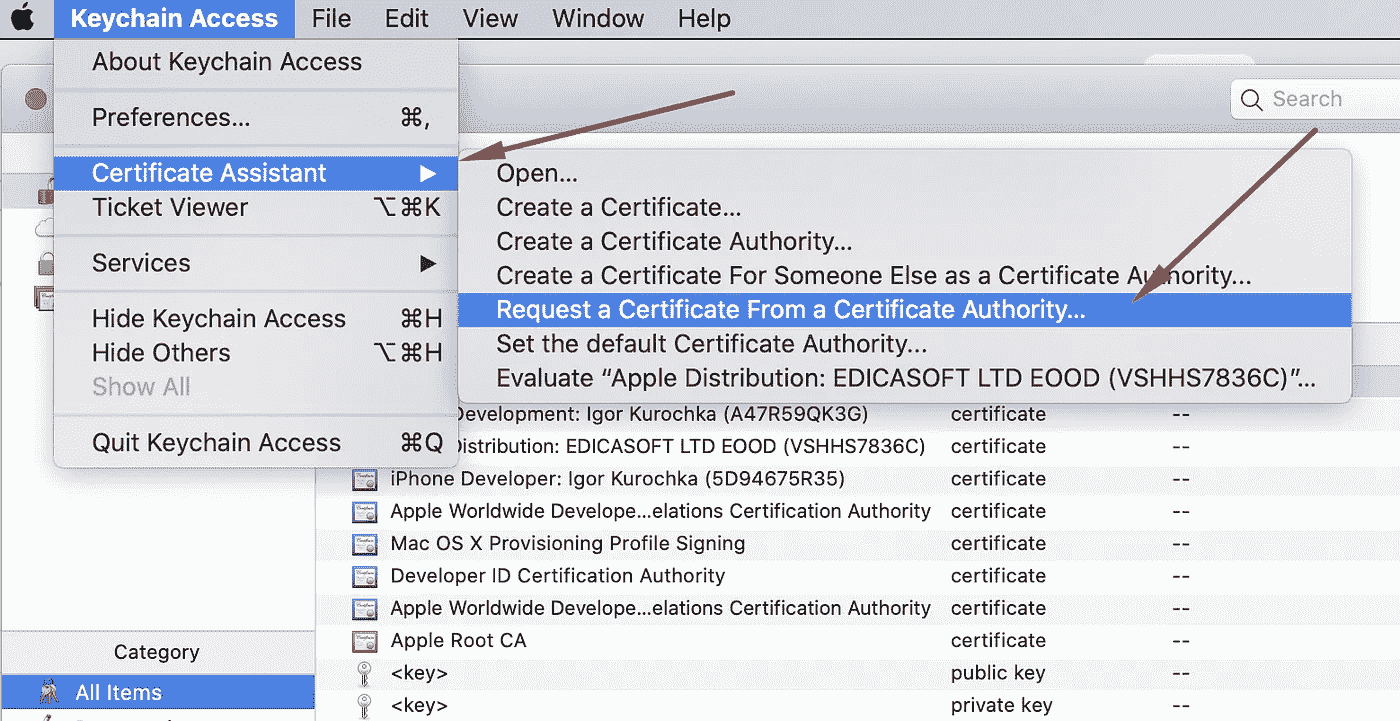 Keychain Access File Edit View Window Help
About Keychain Access
Preferences... ⌘,
Certificate Assistant ▶
Ticket Viewer ⌥⌘K
Services ▶
Hide Keychain Access ⌘H
Hide Others ⌥⌘H
Show All
Quit Keychain Access ⌘Q
Search
Open...
Create a Certificate...
Create a Certificate Authority...
Create a Certificate For Someone Else as a Certificate Authority...
Request a Certificate From a Certificate Authority...
Set the default Certificate Authority...
Evaluate “Apple Distribution: EDICASOFT LTD EOOD (VSHHS7836C)”...
Development: Igor Kurochka (A47R59QK3G) certificate --
Distribution: EDICASOFT LTD EOOD (VSHHS7836C) certificate --
iPhone Developer: Igor Kurochka (5D94675R35) certificate --
Apple Worldwide Develope...elations Certification Authority certificate --
Mac OS X Provisioning Profile Signing certificate --
Developer ID Certification Authority certificate --
Apple Worldwide Develope...elations Certification Authority certificate --
Apple Root CA certificate --
<key> public key --
<key> private key --
Category
All Items